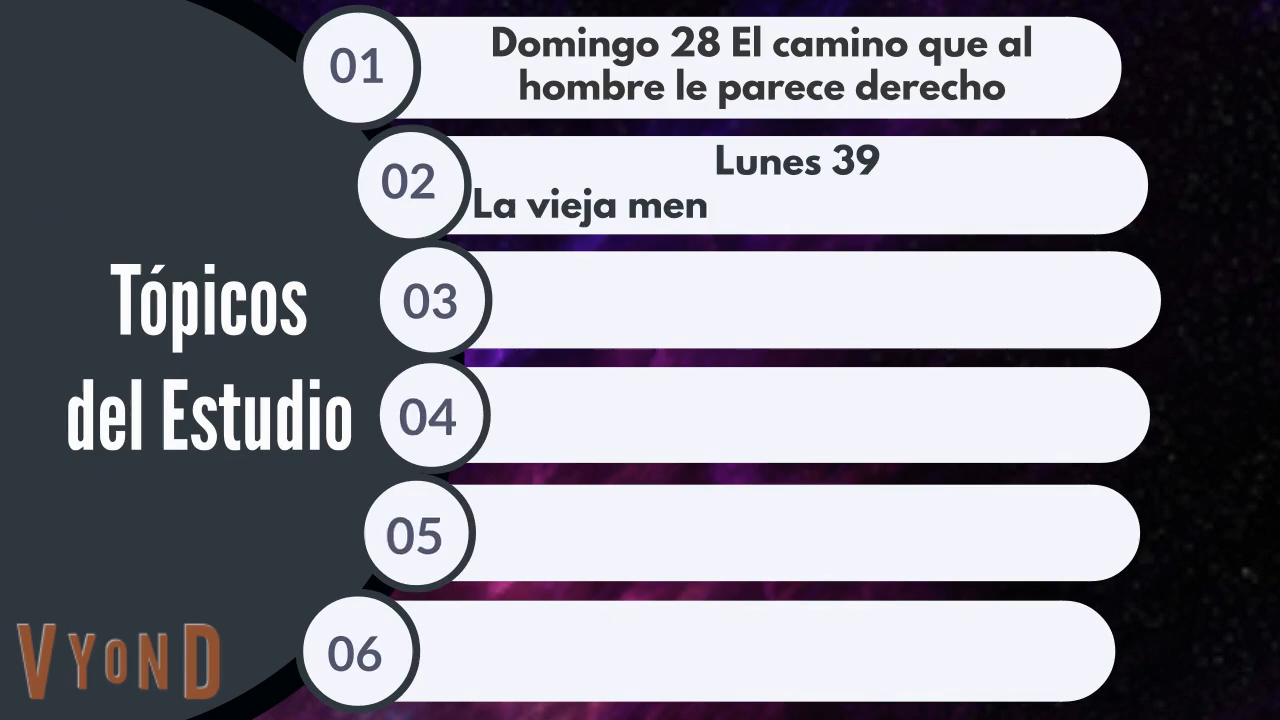 01
Domingo 28 El camino que al
hombre le parece derecho
02
Lunes 39
La vieja men
03
Tópicos
del Estudio
04
05
06
VYOND